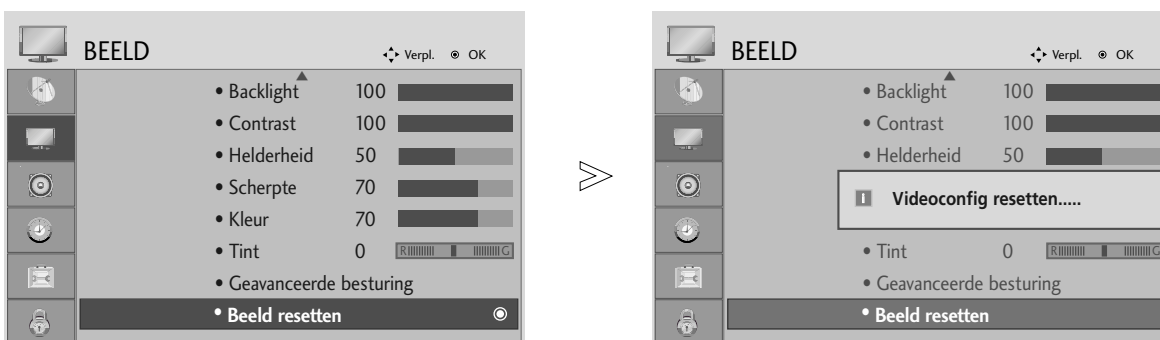 BEELD Verpl. OK
• Backlight 100
• Contrast 100
• Helderheid 50
• Scherpte 70
• Kleur 70
• Tint 0 R G
• Geavanceerde besturing
• Beeld resetten
>
BEELD Verpl. OK
• Backlight 100
• Contrast 100
• Helderheid 50
Videoconfig resetten.....
• Tint 0 R G
• Geavanceerde besturing
• Beeld resetten